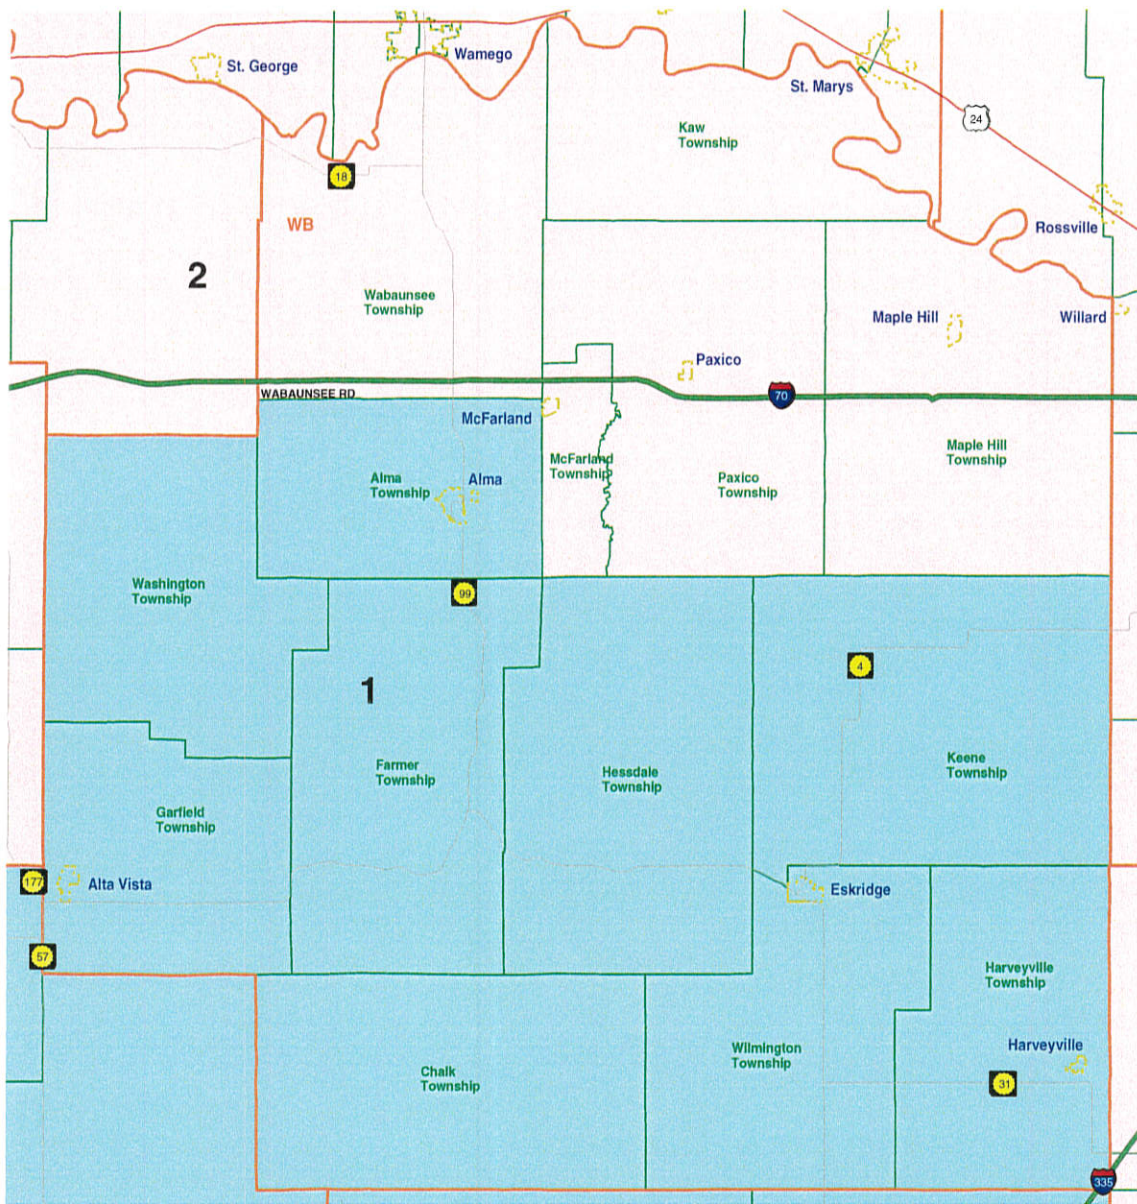 St. George
Wamego
St. Marys
24
Kaw
Township
18
Rossville
WB
2
Wabaunsee
Township
Maple Hill
Willard
Paxico
WABAUNSEE RD
70
McFarland
McFarland
Township
Maple Hill
Township
Alma
Township
Alma
Paxico
Township
Washington
Township
99
4
1
Farmer
Township
Hessdale
Township
Keene
Township
Garfield
Township
177
Alta Vista
Eskridge
57
Harveyville
Township
Wilmington
Township
Harveyville
Chalk
Township
31
335